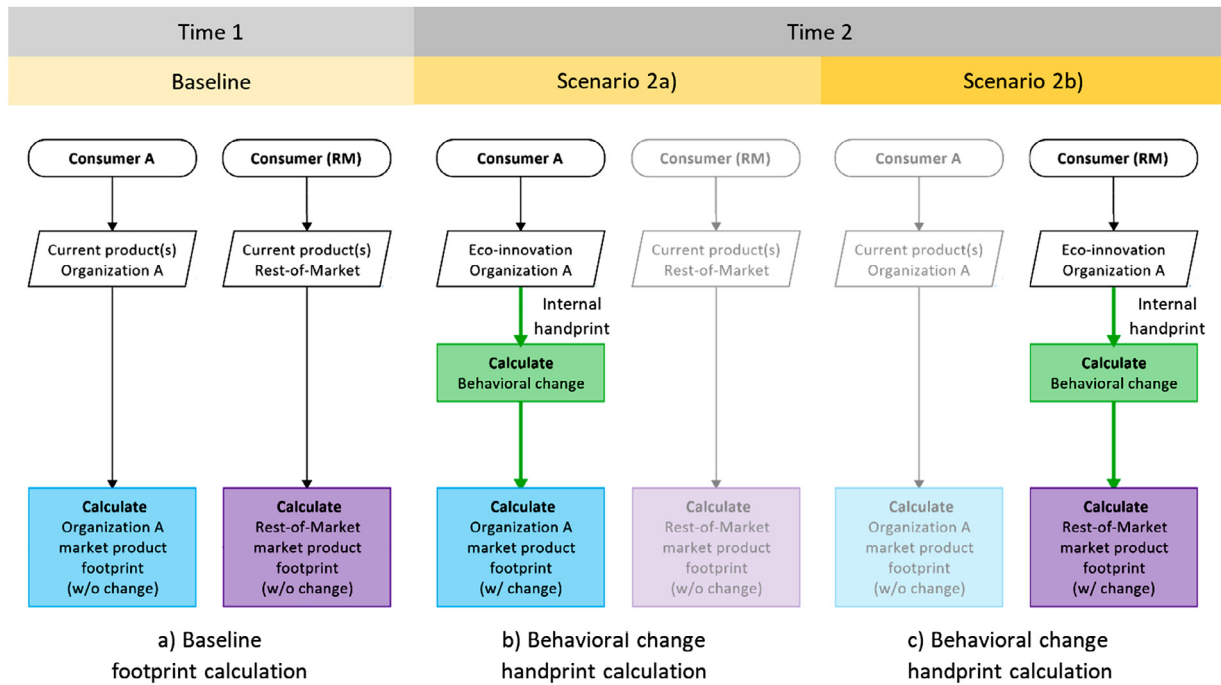 Time 1
Time 2
Baseline
Scenario 2a)
Scenario 2b)
Consumer A
Consumer (RM)
Consumer A
Consumer (RM)
Consumer A
Consumer (RM)
Current product(s)
Organization A
Current product(s)
Rest-of-Market
Eco-innovation
Organization A
Current product(s)
Rest-of-Market
Current product(s)
Organization A
Eco-innovation
Organization A
Internal
handprint
Internal
handprint
Calculate
Behavioral change
Calculate
Behavioral change
Calculate
Organization A
market product
footprint
(w/o change)
Calculate
Rest-of-Market
market product
footprint
(w/o change)
Calculate
Organization A
market product
footprint
(w/ change)
Calculate
Rest-of-Market
market product
footprint
(w/o change)
Calculate
Organization A
market product
footprint
(w/o change)
Calculate
Rest-of-Market
market product
footprint
(w/ change)
a) Baseline
footprint calculation
b) Behavioral change
handprint calculation
c) Behavioral change
handprint calculation